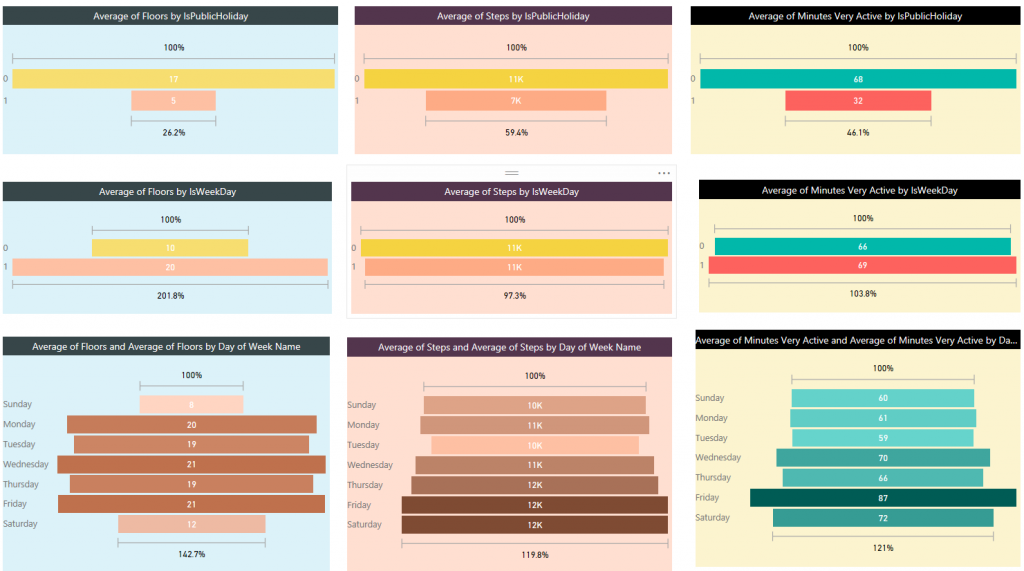 Average of Floors by IsPublicHoliday
100%
0 17
1 5
26.2%
Average of Steps by IsPublicHoliday
100%
0 11K
1 7K
59.4%
Average of Minutes Very Active by IsPublicHoliday
100%
0 68
1 32
46.1%
Average of Floors by IsWeekDay
100%
0 10
1 20
201.8%
Average of Steps by IsWeekDay
100%
0 11K
1 11K
97.3%
Average of Minutes Very Active by IsWeekDay
100%
0 66
1 69
103.8%
Average of Floors and Average of Floors by Day of Week Name
100%
Sunday 8
Monday 20
Tuesday 19
Wednesday 21
Thursday 19
Friday 21
Saturday 12
142.7%
Average of Steps and Average of Steps by Day of Week Name
100%
Sunday 10K
Monday 11K
Tuesday 10K
Wednesday 11K
Thursday 12K
Friday 12K
Saturday 12K
119.8%
Average of Minutes Very Active and Average of Minutes Very Active by Da...
100%
Sunday 60
Monday 61
Tuesday 59
Wednesday 70
Thursday 66
Friday 87
Saturday 72
121%